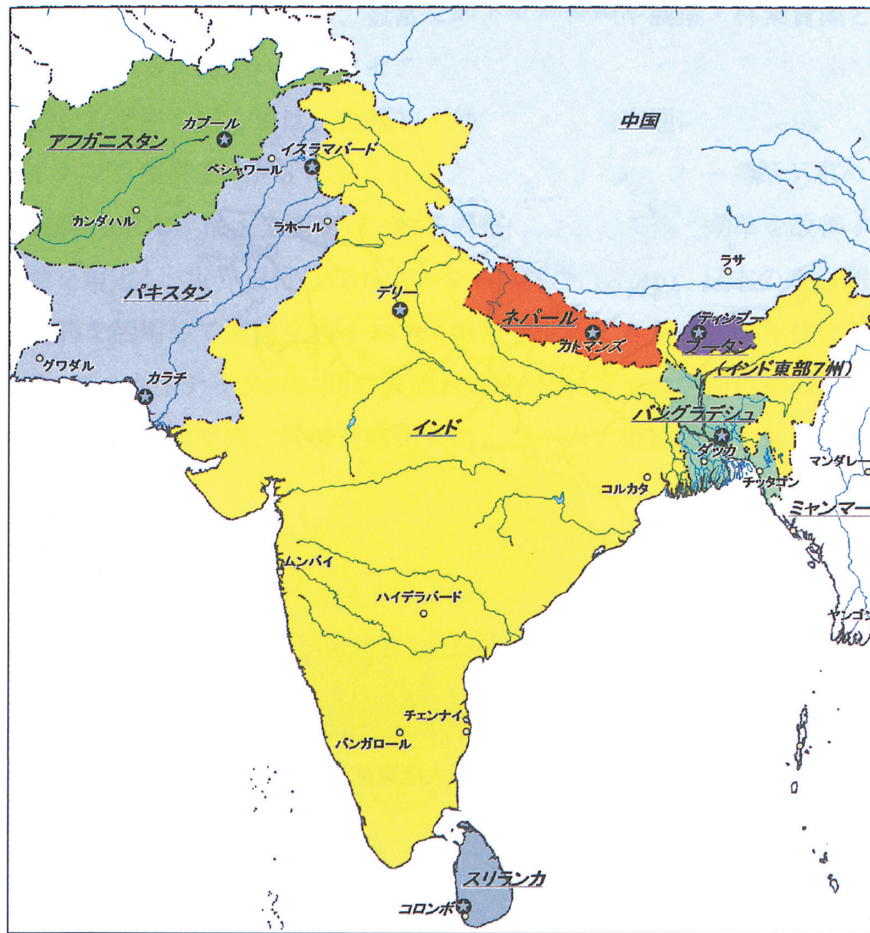 中国
カブール
アフガニスタン
イスラマバード
ペシャワール
カンダハル
ラホール
ラサ
パキスタン
デリー
ネパール
カトマンズ
ティンプー
ブータン
グワダル
カラチ
(インド東部7州)
インド
バングラデシュ
ダッカ
チッタゴン
マンダレー
コルカタ
ミャンマー
ムンバイ
ハイデラバード
ヤンゴン
チェンナイ
バンガロール
スリランカ
コロンボ